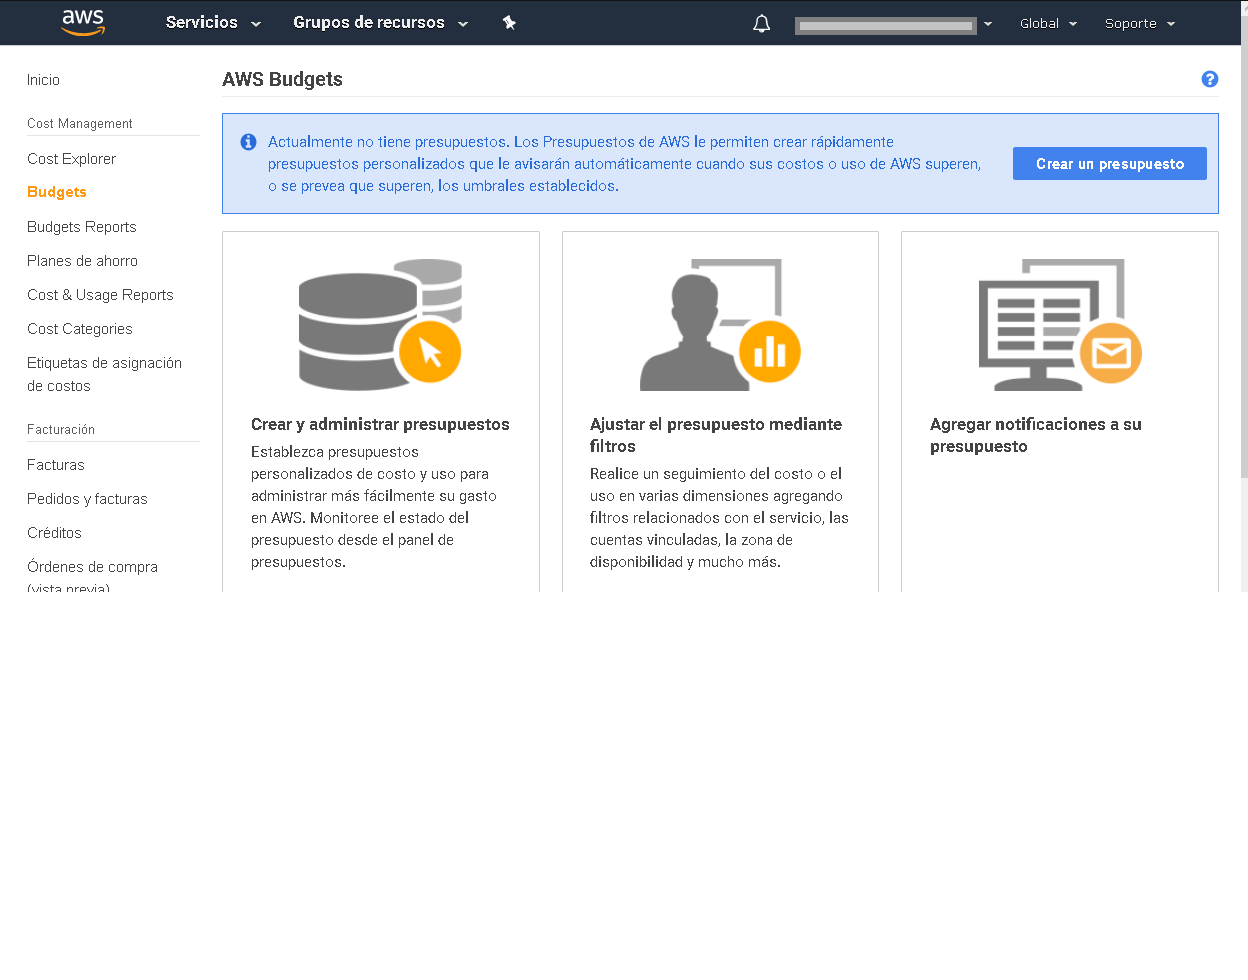 aws
Servicios
Grupos de recursos
Global
Soporte
Inicio
Cost Management
Cost Explorer
Budgets
Budgets Reports
Planes de ahorro
Cost & Usage Reports
Cost Categories
Etiquetas de asignación
de costos
Facturación
Facturas
Pedidos y facturas
Créditos
Órdenes de compra
(vista previa)
AWS Budgets
?
Actualmente no tiene presupuestos. Los Presupuestos de AWS le permiten crear rápidamente
presupuestos personalizados que le avisarán automáticamente cuando sus costos o uso de AWS superen,
o se prevea que superen, los umbrales establecidos.
Crear un presupuesto
Crear y administrar presupuestos
Establezca presupuestos
personalizados de costo y uso para
administrar más fácilmente su gasto
en AWS. Monitoree el estado del
presupuesto desde el panel de
presupuestos.
Ajustar el presupuesto mediante
filtros
Realice un seguimiento del costo o el
uso en varias dimensiones agregando
filtros relacionados con el servicio, las
cuentas vinculadas, la zona de
disponibilidad y mucho más.
Agregar notificaciones a su
presupuesto